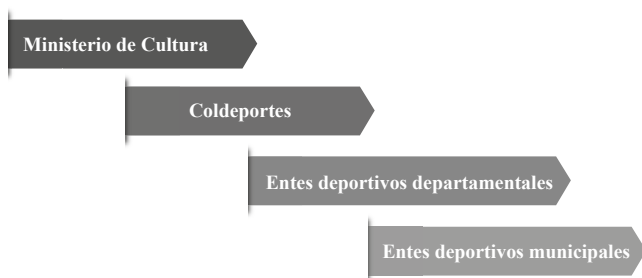 Ministerio de Cultura
Coldeportes
Entes deportivos departamentales
Entes deportivos municipales